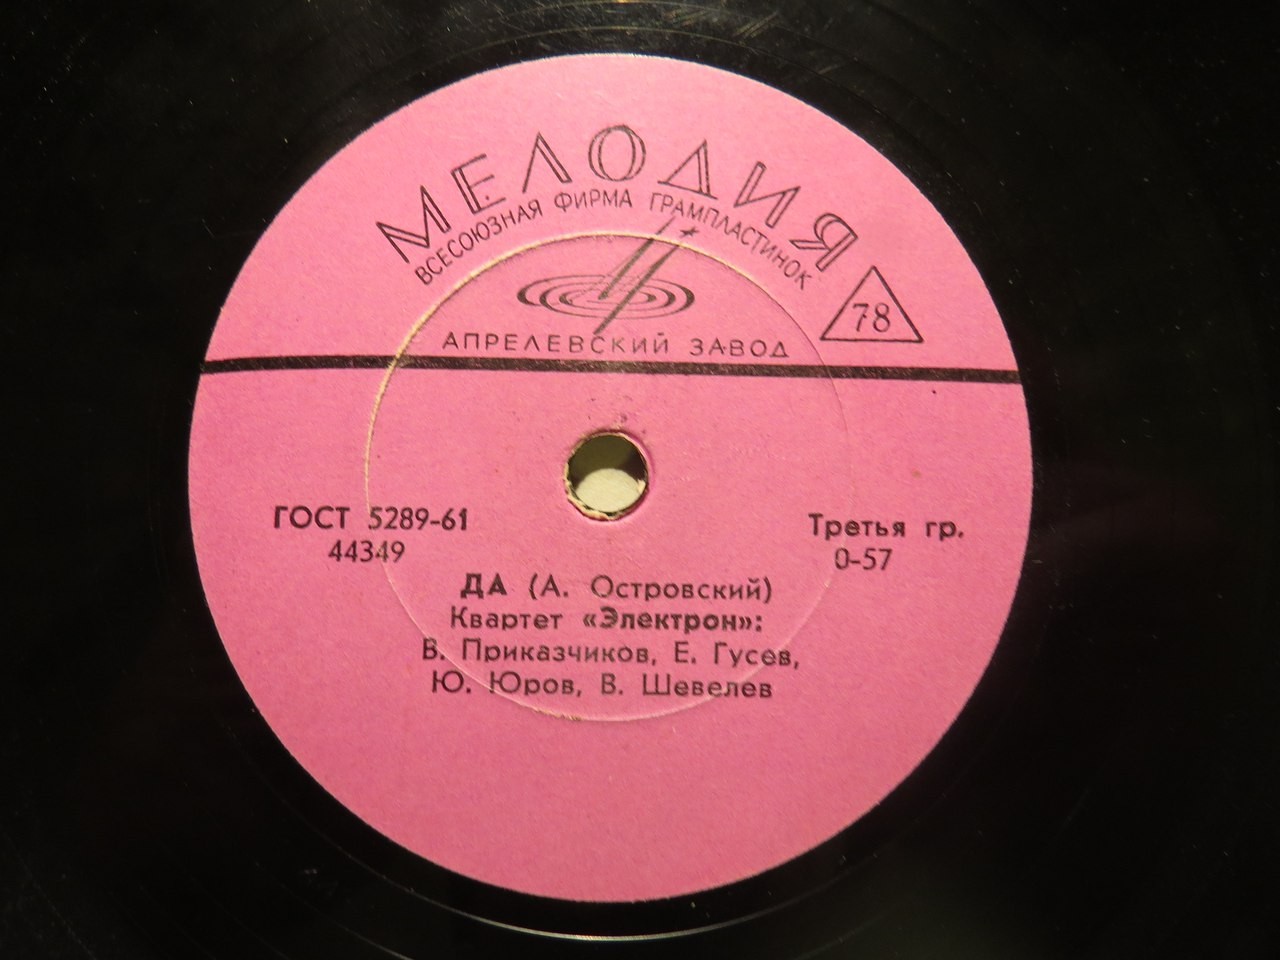 МЕЛОДИЯ
ВСЕСОЮЗНАЯ ФИРМА ГРАМПЛАСТИНОК
78
АПРЕЛЕВСКИЙ ЗАВОД
ГОСТ 5289-61
44349
Третья гр.
0-57
ДА (А. Островский)
Квартет «Электрон»:
В. Приказчиков, Е. Гусев,
Ю. Юров, В. Шевелев